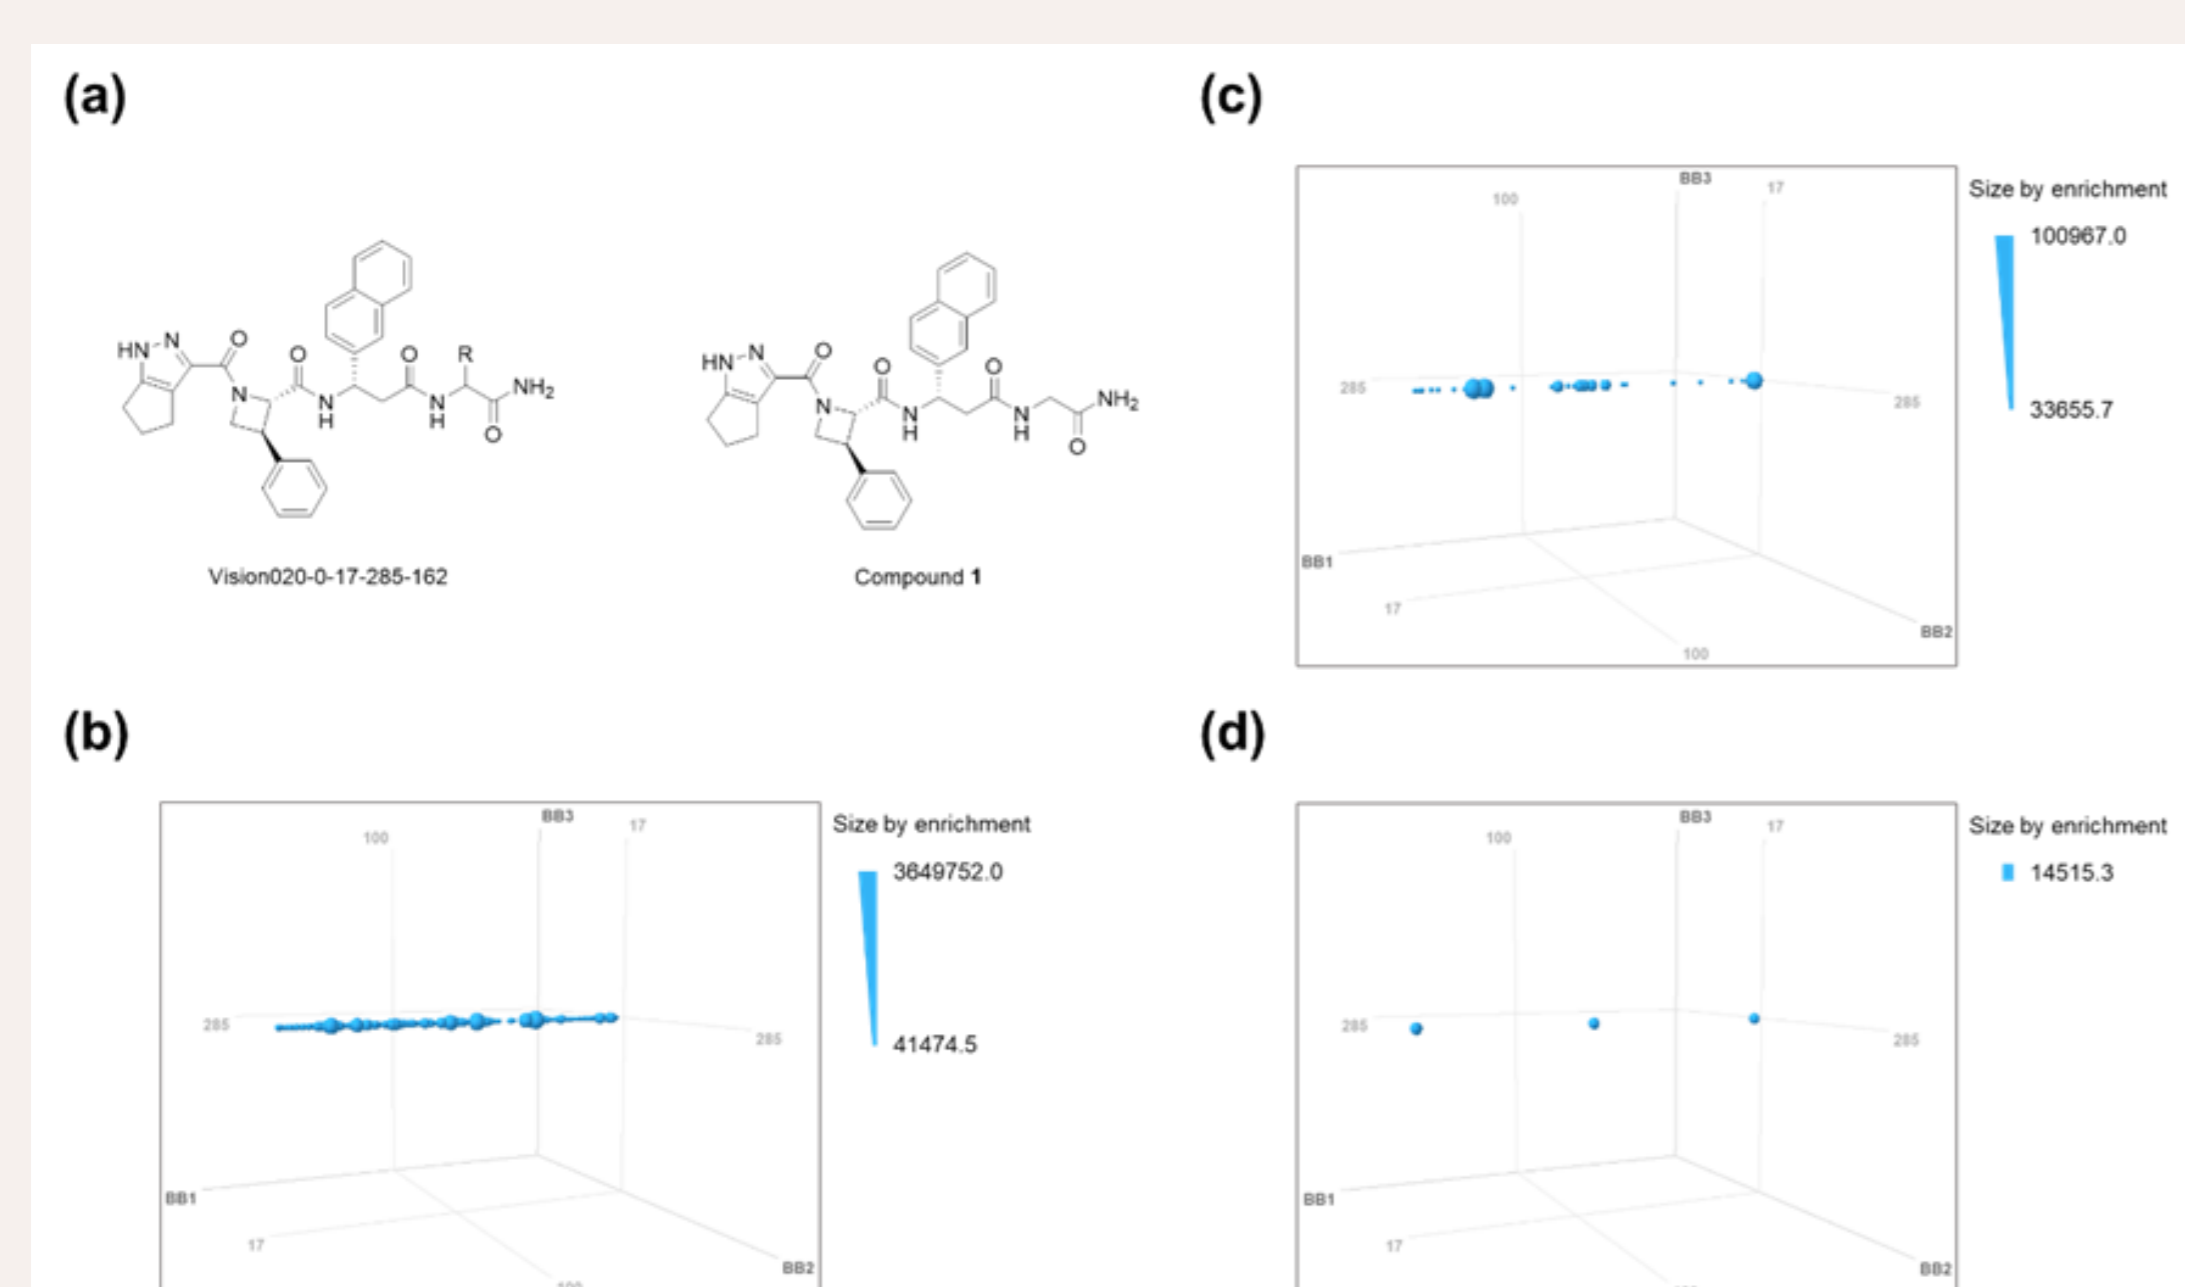 (a)
HN
N
O
N
O
N
H
O
N
H
R
NH2
O
Vision020-0-17-285-162
HN
N
O
N
O
N
H
O
N
H
NH2
O
Compound 1
(c)
BB3
17
100
285
285
BB1
17
BB2
100
Size by enrichment
100967.0
33655.7
(b)
BB3
17
100
285
285
BB1
17
BB2
Size by enrichment
3649752.0
41474.5
(d)
BB3
17
100
285
285
BB1
17
BB2
Size by enrichment
14515.3